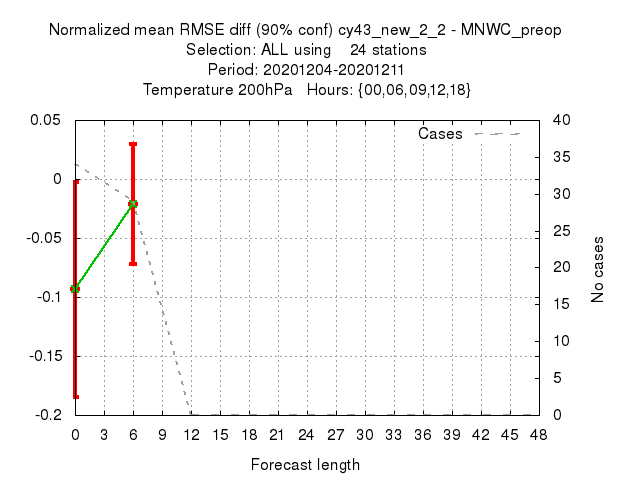 Normalized mean RMSE diff (90% conf) cy43_new_2_2 - MNWC_preop
Selection: ALL using    24 stations
Period: 20201204-20201211
Temperature 200hPa   Hours: {00,06,09,12,18}
Cases
0.05
0
-0.05
-0.1
-0.15
-0.2
40
35
30
25
20
15
10
5
0
No cases
0 3 6 9 12 15 18 21 24 27 30 33 36 39 42 45 48
Forecast length